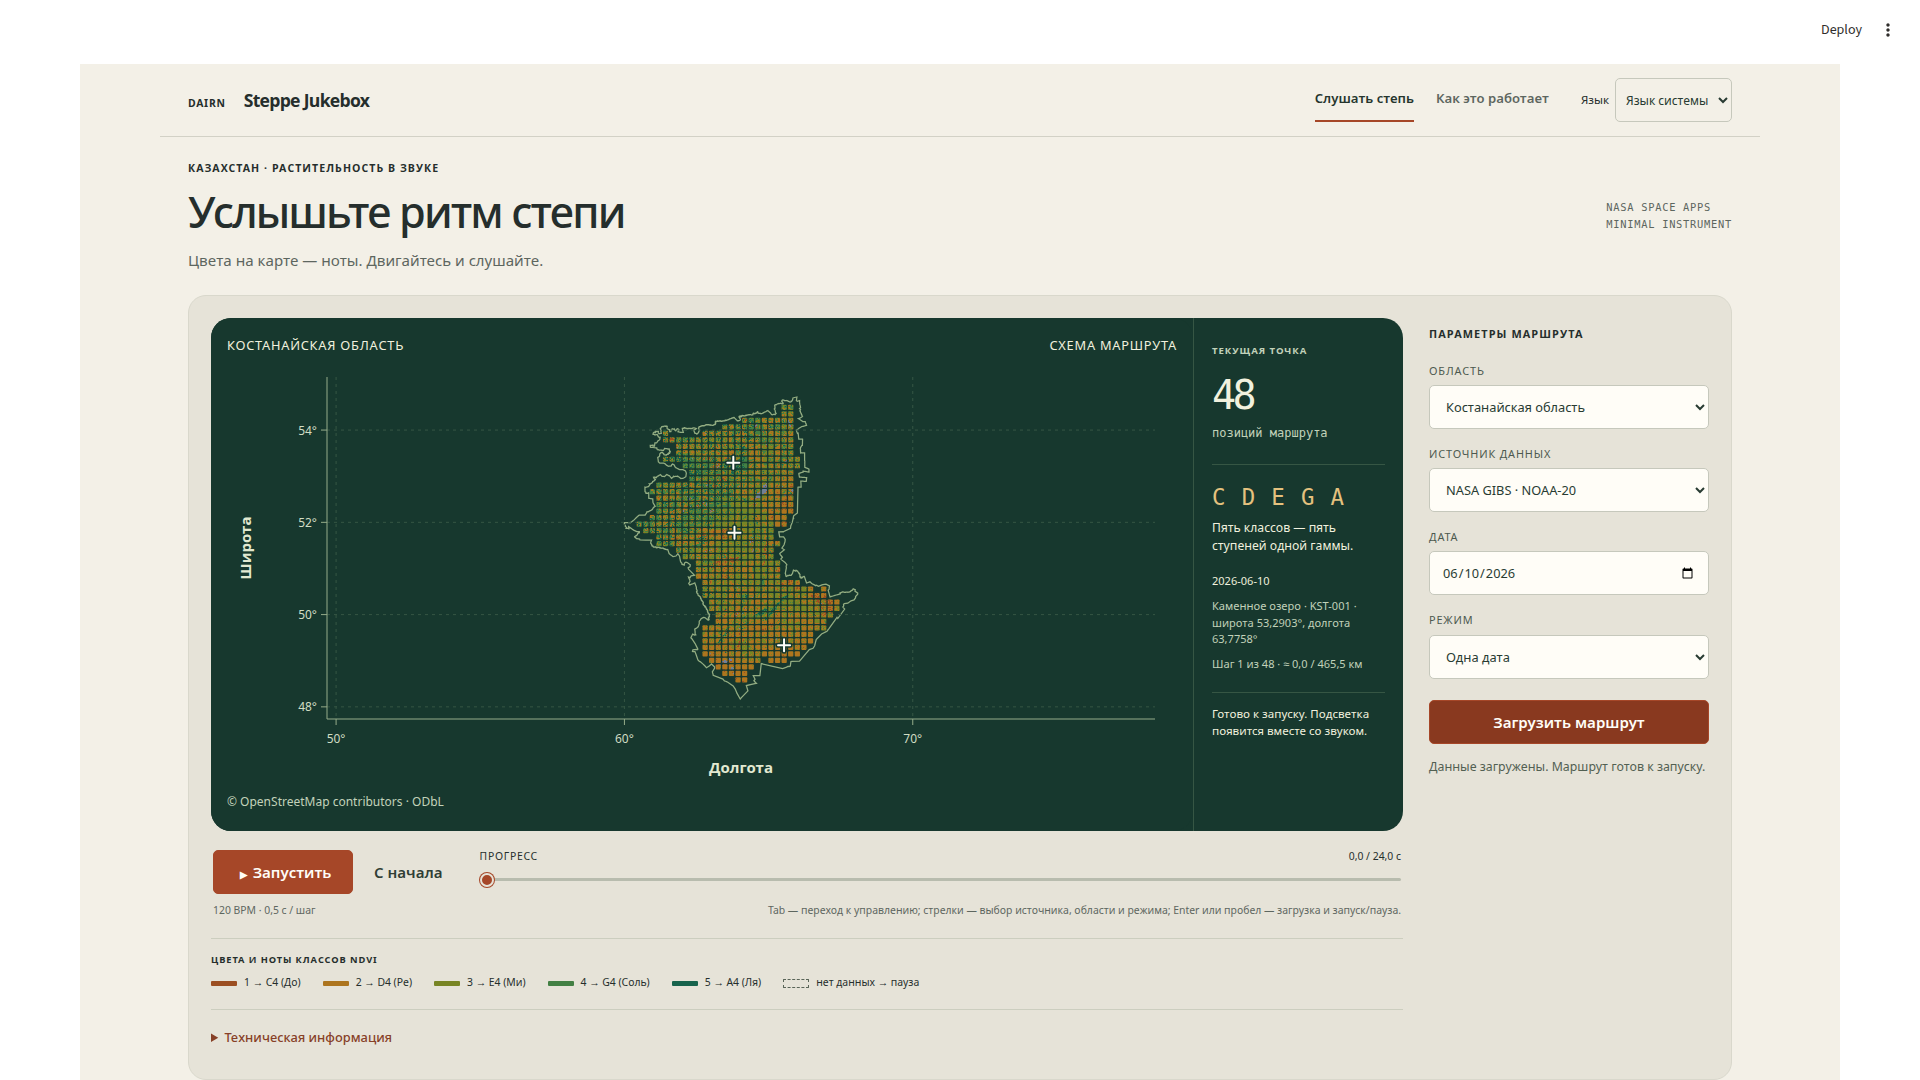 Deploy
DAIRN Steppe Jukebox
Слушать степь Как это работает Язык Язык системы
КАЗАХСТАН · РАСТИТЕЛЬНОСТЬ В ЗВУКЕ
Услышьте ритм степи
Цвета на карте — ноты. Двигайтесь и слушайте.
NASA SPACE APPS
MINIMAL INSTRUMENT
КОСТАНАЙСКАЯ ОБЛАСТЬ
СХЕМА МАРШРУТА
Широта
54°
52°
50°
48°
50° 60° 70°
Долгота
© OpenStreetMap contributors · ODbL
ТЕКУЩАЯ ТОЧКА
48
позиций маршрута
C D E G A
Пять классов — пять
ступеней одной гаммы.
2026-06-10
Каменное озеро · KST-001 ·
широта 53,2903°, долгота
63,7758°
Шаг 1 из 48 · ≈ 0,0 / 465,5 км
Готово к запуску. Подсветка
появится вместе со звуком.
ПАРАМЕТРЫ МАРШРУТА
ОБЛАСТЬ
Костанайская область
ИСТОЧНИК ДАННЫХ
NASA GIBS · NOAA-20
ДАТА
06/10/2026
РЕЖИМ
Одна дата
Загрузить маршрут
Данные загружены. Маршрут готов к запуску.
▶ Запустить
С начала
ПРОГРЕСС
0,0 / 24,0 с
120 BPM · 0,5 с / шаг
Tab — переход к управлению; стрелки — выбор источника, области и режима; Enter или пробел — загрузка и запуск/пауза.
ЦВЕТА И НОТЫ КЛАССОВ NDVI
1 → C4 (До) 2 → D4 (Ре) 3 → E4 (Ми) 4 → G4 (Соль) 5 → A4 (Ля) нет данных → пауза
▶ Техническая информация